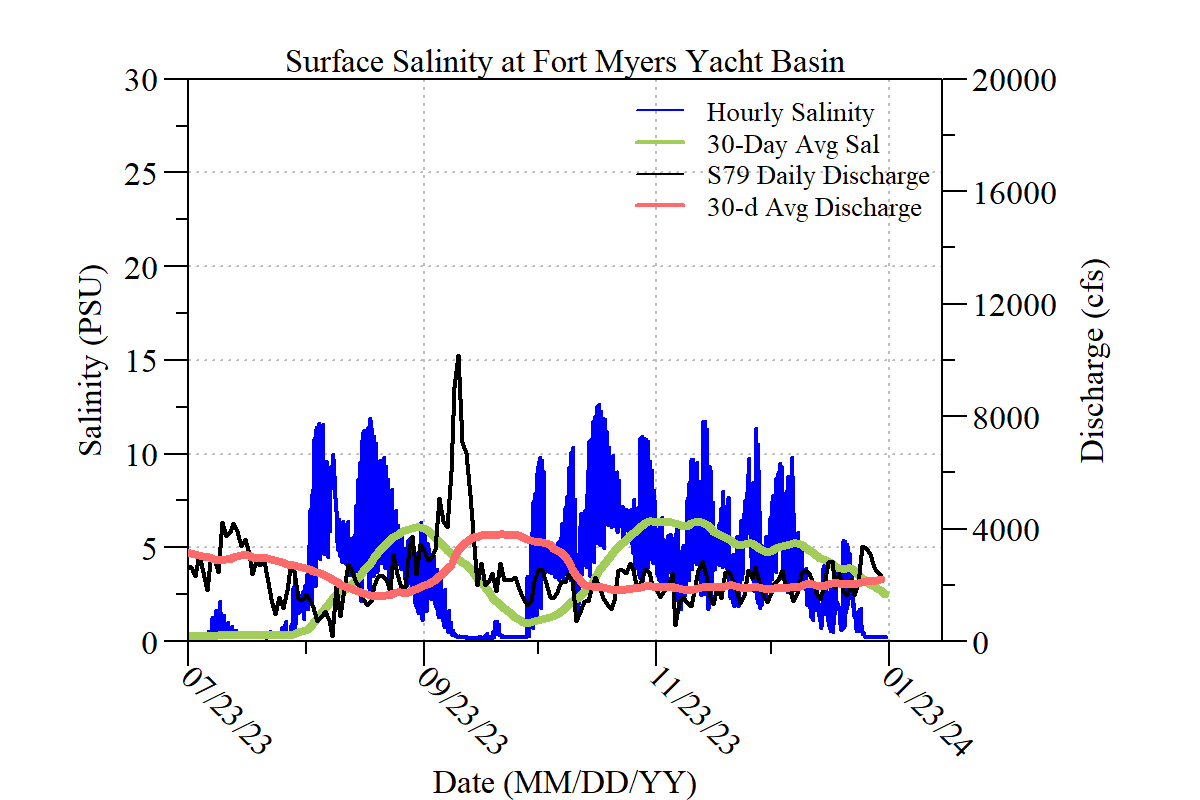 Surface Salinity at Fort Myers Yacht Basin
30
25
20
15
10
5
0
Salinity (PSU)
Hourly Salinity
30-Day Avg Sal
S79 Daily Discharge
30-d Avg Discharge
20000
16000
12000
8000
4000
0
Discharge (cfs)
07/23/23
09/23/23
11/23/23
01/23/24
Date (MM/DD/YY)